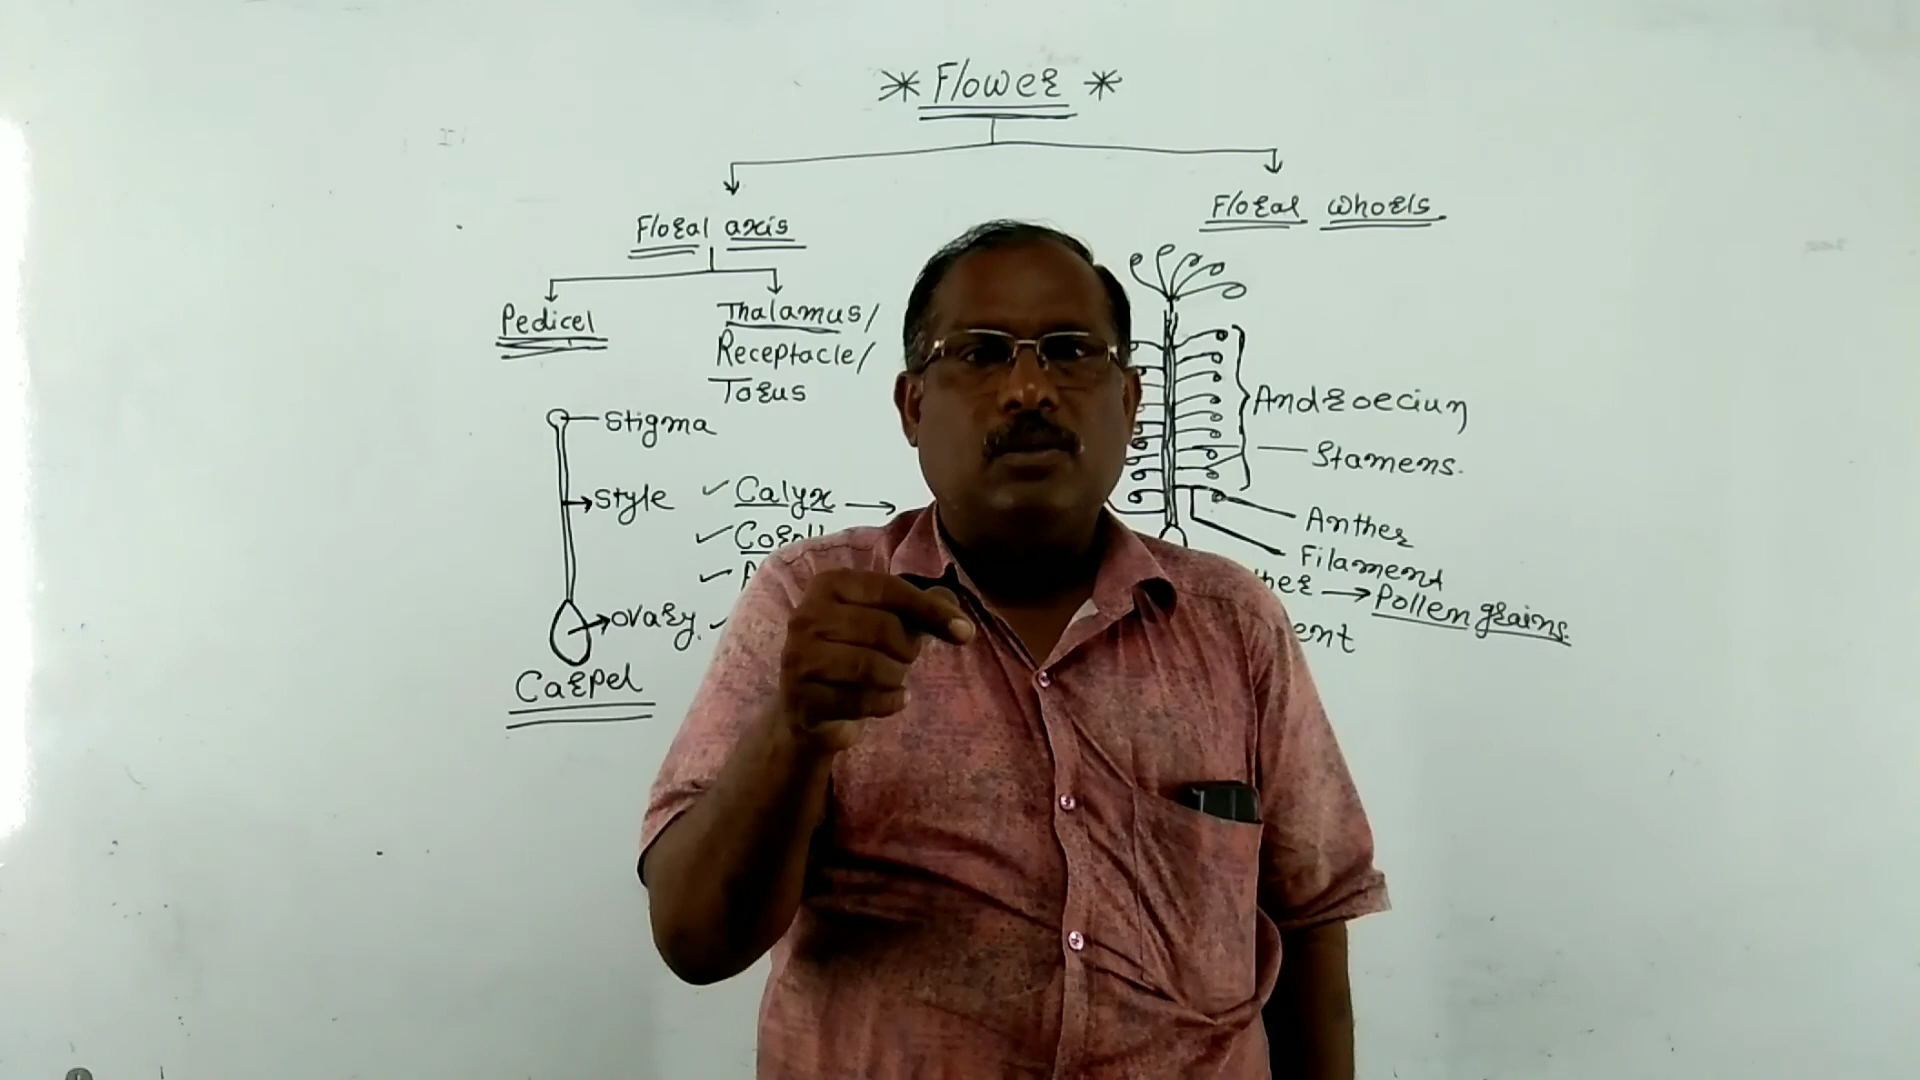 * Flower *
Floral axis
Floral whorls
Pedicel
Thalamus/
Receptacle/
Torus
Stigma
Style
Ovary.
Carpel
Calyx
Androecium
Stamens.
Anther
Filament
Pollen grains.